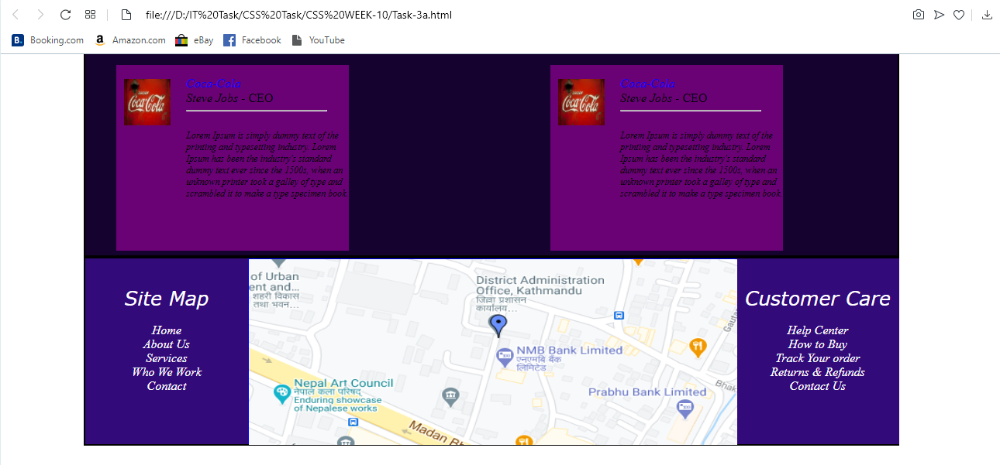 file:///D:/IT%20Task/CSS%20Task/CSS%20WEEK-10/Task-3a.html
B. Booking.com
a Amazon.com
eBay
f Facebook
YouTube
Coca Cola
Coca-Cola
Steve Jobs - CEO
Lorem Ipsum is simply dummy text of the
printing and typesetting industry. Lorem
Ipsum has been the industry's standard
dummy text ever since the 1500s, when an
unknown printer took a galley of type and
scrambled it to make a type specimen book.
Coca Cola
Coca-Cola
Steve Jobs - CEO
Lorem Ipsum is simply dummy text of the
printing and typesetting industry. Lorem
Ipsum has been the industry's standard
dummy text ever since the 1500s, when an
unknown printer took a galley of type and
scrambled it to make a type specimen book.
Site Map
Home
About Us
Services
Who We Work
Contact
of Urban
ent and...
शहरी विकास
तथा भवन...
District Administration
Office, Kathmandu
जिल्ला प्रशासन
कार्यालय...
NMB Bank Limited
एनएमबि बैंक
लिमिटेड
Nepal Art Council
नेपाल कला परिषद्
Enduring showcase
of Nepalese works
Prabhu Bank Limited
Madan Bh
Gauta
Bhak
Customer Care
Help Center
How to Buy
Track Your order
Returns & Refunds
Contact Us